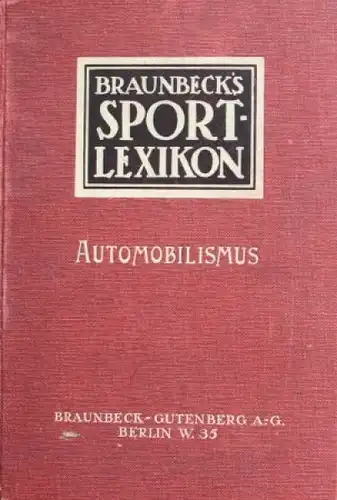 BRAUNBECK'S
SPORT-
LEXIKON
AUTOMOBILISMUS
BRAUNBECK-GUTENBERG A.-G.
BERLIN W. 35